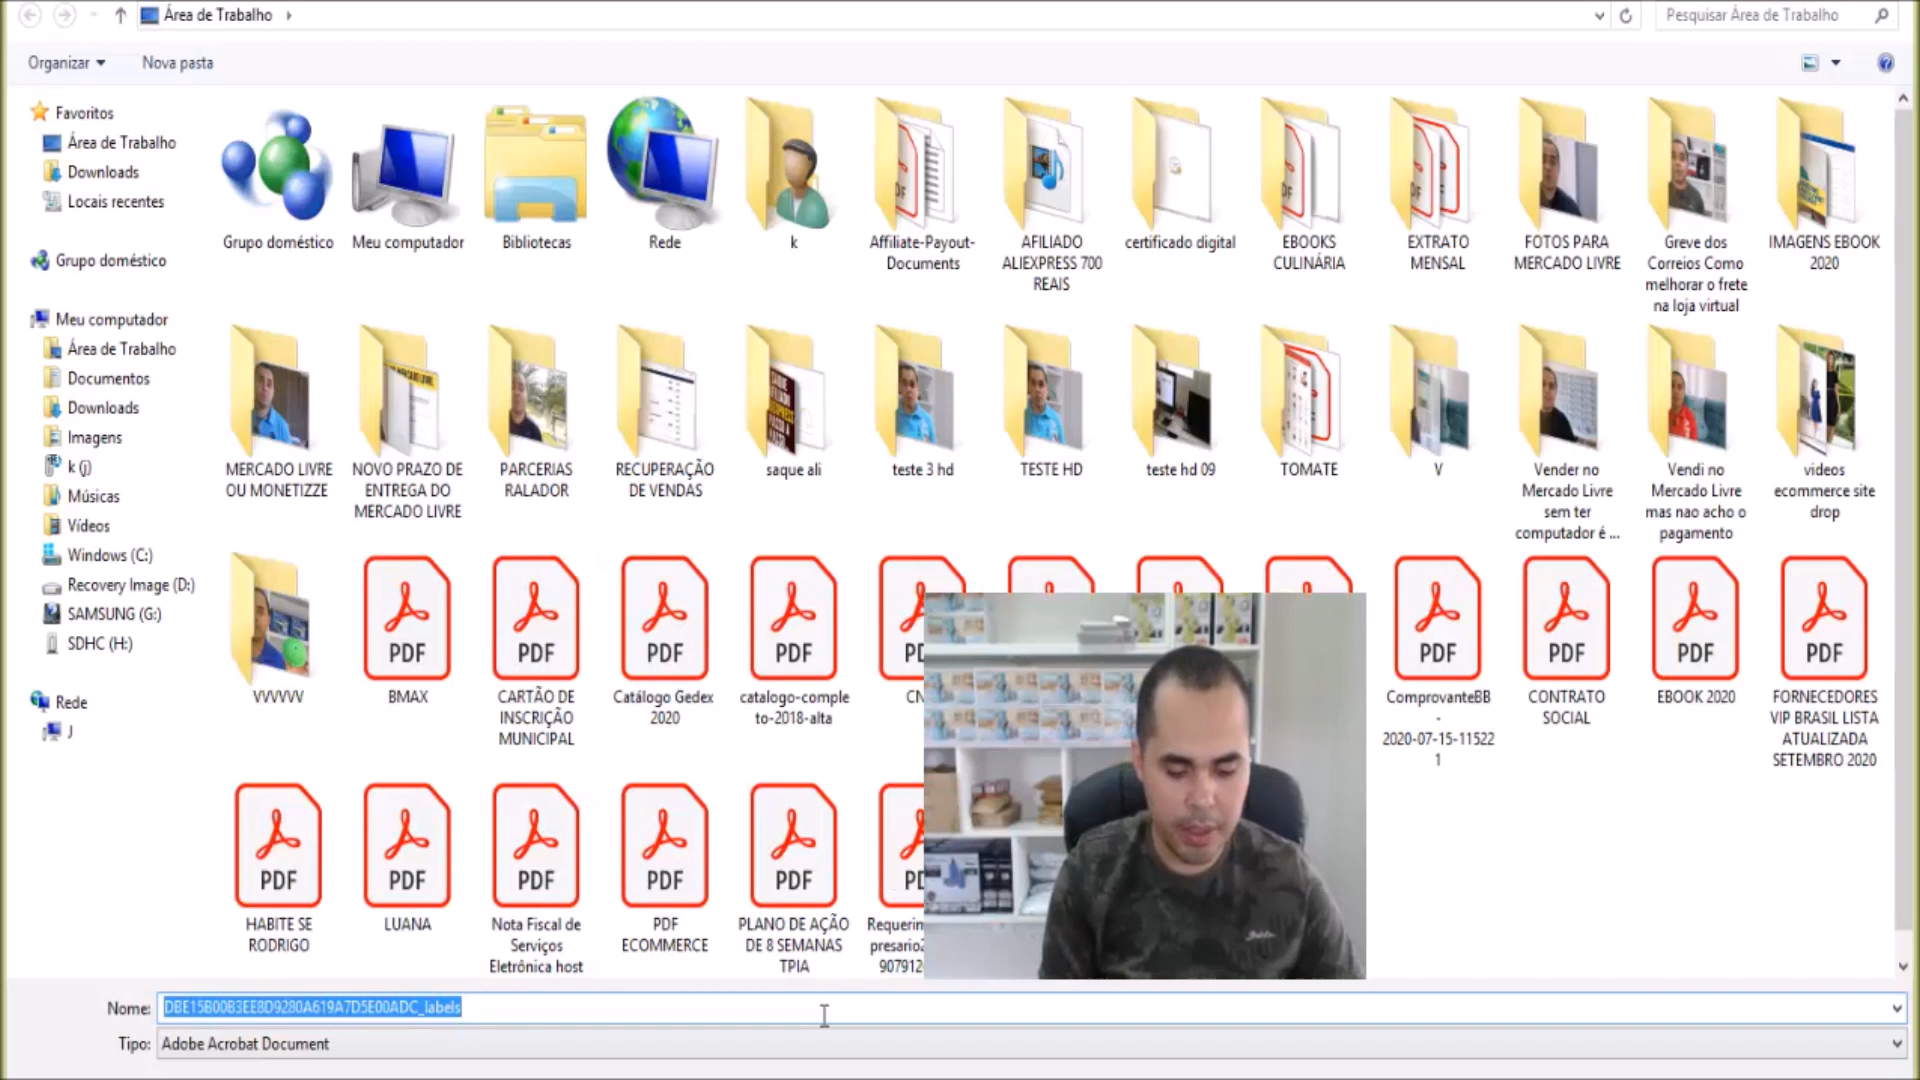 Área de Trabalho
Pesquisar Área de Trabalho
Organizar
Nova pasta
Favoritos
Área de Trabalho
Downloads
Locais recentes
Grupo doméstico
Meu computador
Área de Trabalho
Documentos
Downloads
Imagens
k (j)
Músicas
Vídeos
Windows (C:)
Recovery Image (D:)
SAMSUNG (G:)
SDHC (H:)
Rede
J
Grupo doméstico
Meu computador
Bibliotecas
Rede
k
Affiliate-Payout-
Documents
AFILIADO
ALIEXPRESS 700
REAIS
certificado digital
EBOOKS
CULINÁRIA
EXTRATO
MENSAL
FOTOS PARA
MERCADO LIVRE
Greve dos
Correios Como
melhorar o frete
na loja virtual
IMAGENS EBOOK
2020
MERCADO LIVRE
OU MONETIZZE
NOVO PRAZO DE
ENTREGA DO
MERCADO LIVRE
PARCERIAS
RALADOR
RECUPERAÇÃO
DE VENDAS
saque ali
teste 3 hd
TESTE HD
teste hd 09
TOMATE
V
Vender no
Mercado Livre
sem ter
computador é ...
Vendi no
Mercado Livre
mas nao acho o
pagamento
videos
ecommerce site
drop
VVVVVV
PDF
BMAX
PDF
CARTÃO DE
INSCRIÇÃO
MUNICIPAL
PDF
Catálogo Gedex
2020
PDF
catalogo-comple
to-2018-alta
CN
PDF
ComprovanteBB
-
2020-07-15-11522
1
PDF
CONTRATO
SOCIAL
PDF
EBOOK 2020
PDF
FORNECEDORES
VIP BRASIL LISTA
ATUALIZADA
SETEMBRO 2020
PDF
HABITE SE
RODRIGO
PDF
LUANA
PDF
Nota Fiscal de
Serviços
Eletrônica host
PDF
PDF
ECOMMERCE
PDF
PLANO DE AÇÃO
DE 8 SEMANAS
TPIA
Requerin
presario2
907912
Nome: DBE15B00B3EE8D9280A619A7D5E00ADC_labels
Tipo: Adobe Acrobat Document